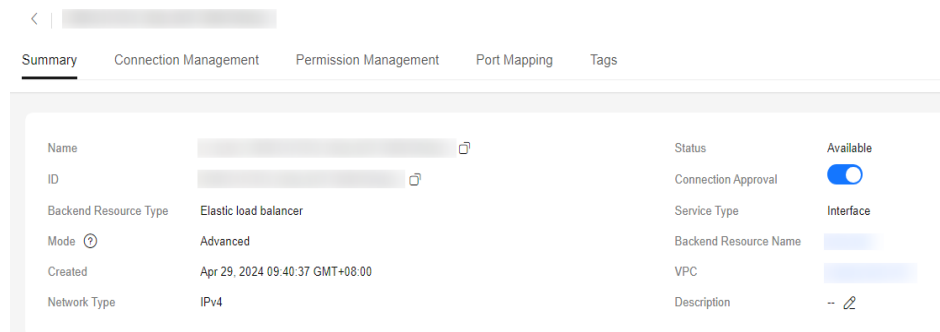 Summary Connection Management Permission Management Port Mapping Tags
Name Status Available
ID Connection Approval
Backend Resource Type Elastic load balancer Service Type Interface
Mode ? Advanced Backend Resource Name
Created Apr 29, 2024 09:40:37 GMT+08:00 VPC
Network Type IPv4 Description --